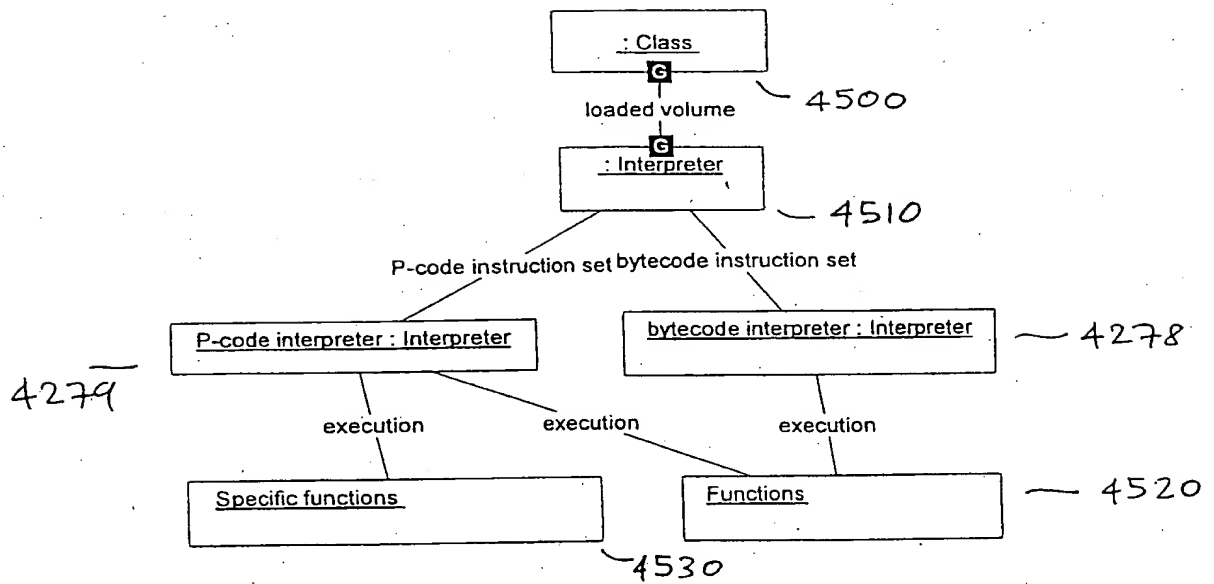 : Class
G
4500
loaded volume
G
: Interpreter
4510
P-code instruction set bytecode instruction set
P-code interpreter : Interpreter
bytecode interpreter : Interpreter
4278
4279
execution
execution
execution
Specific functions
Functions
4520
4530